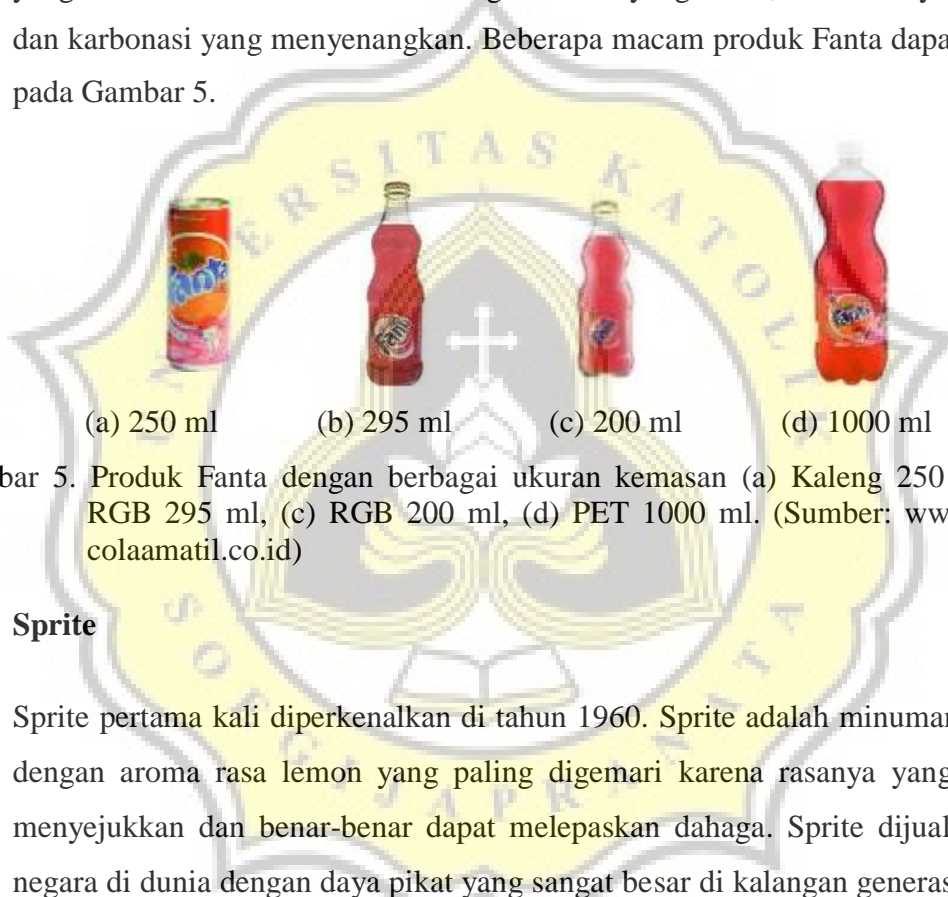 dan karbonasi yang menyenangkan. Beberapa macam produk Fanta dapa
pada Gambar 5.
UNIVERSITAS KATOLIK
(a) 250 ml (b) 295 ml (c) 200 ml (d) 1000 ml
bar 5. Produk Fanta dengan berbagai ukuran kemasan (a) Kaleng 250
RGB 295 ml, (c) RGB 200 ml, (d) PET 1000 ml. (Sumber: ww
colaamatil.co.id)
Sprite
Sprite pertama kali diperkenalkan di tahun 1960. Sprite adalah minuman
dengan aroma rasa lemon yang paling digemari karena rasanya yang
menyejukkan dan benar-benar dapat melepaskan dahaga. Sprite dijual
negara di dunia dengan daya pikat yang sangat besar di kalangan generas
SOEGIJAPRANATA